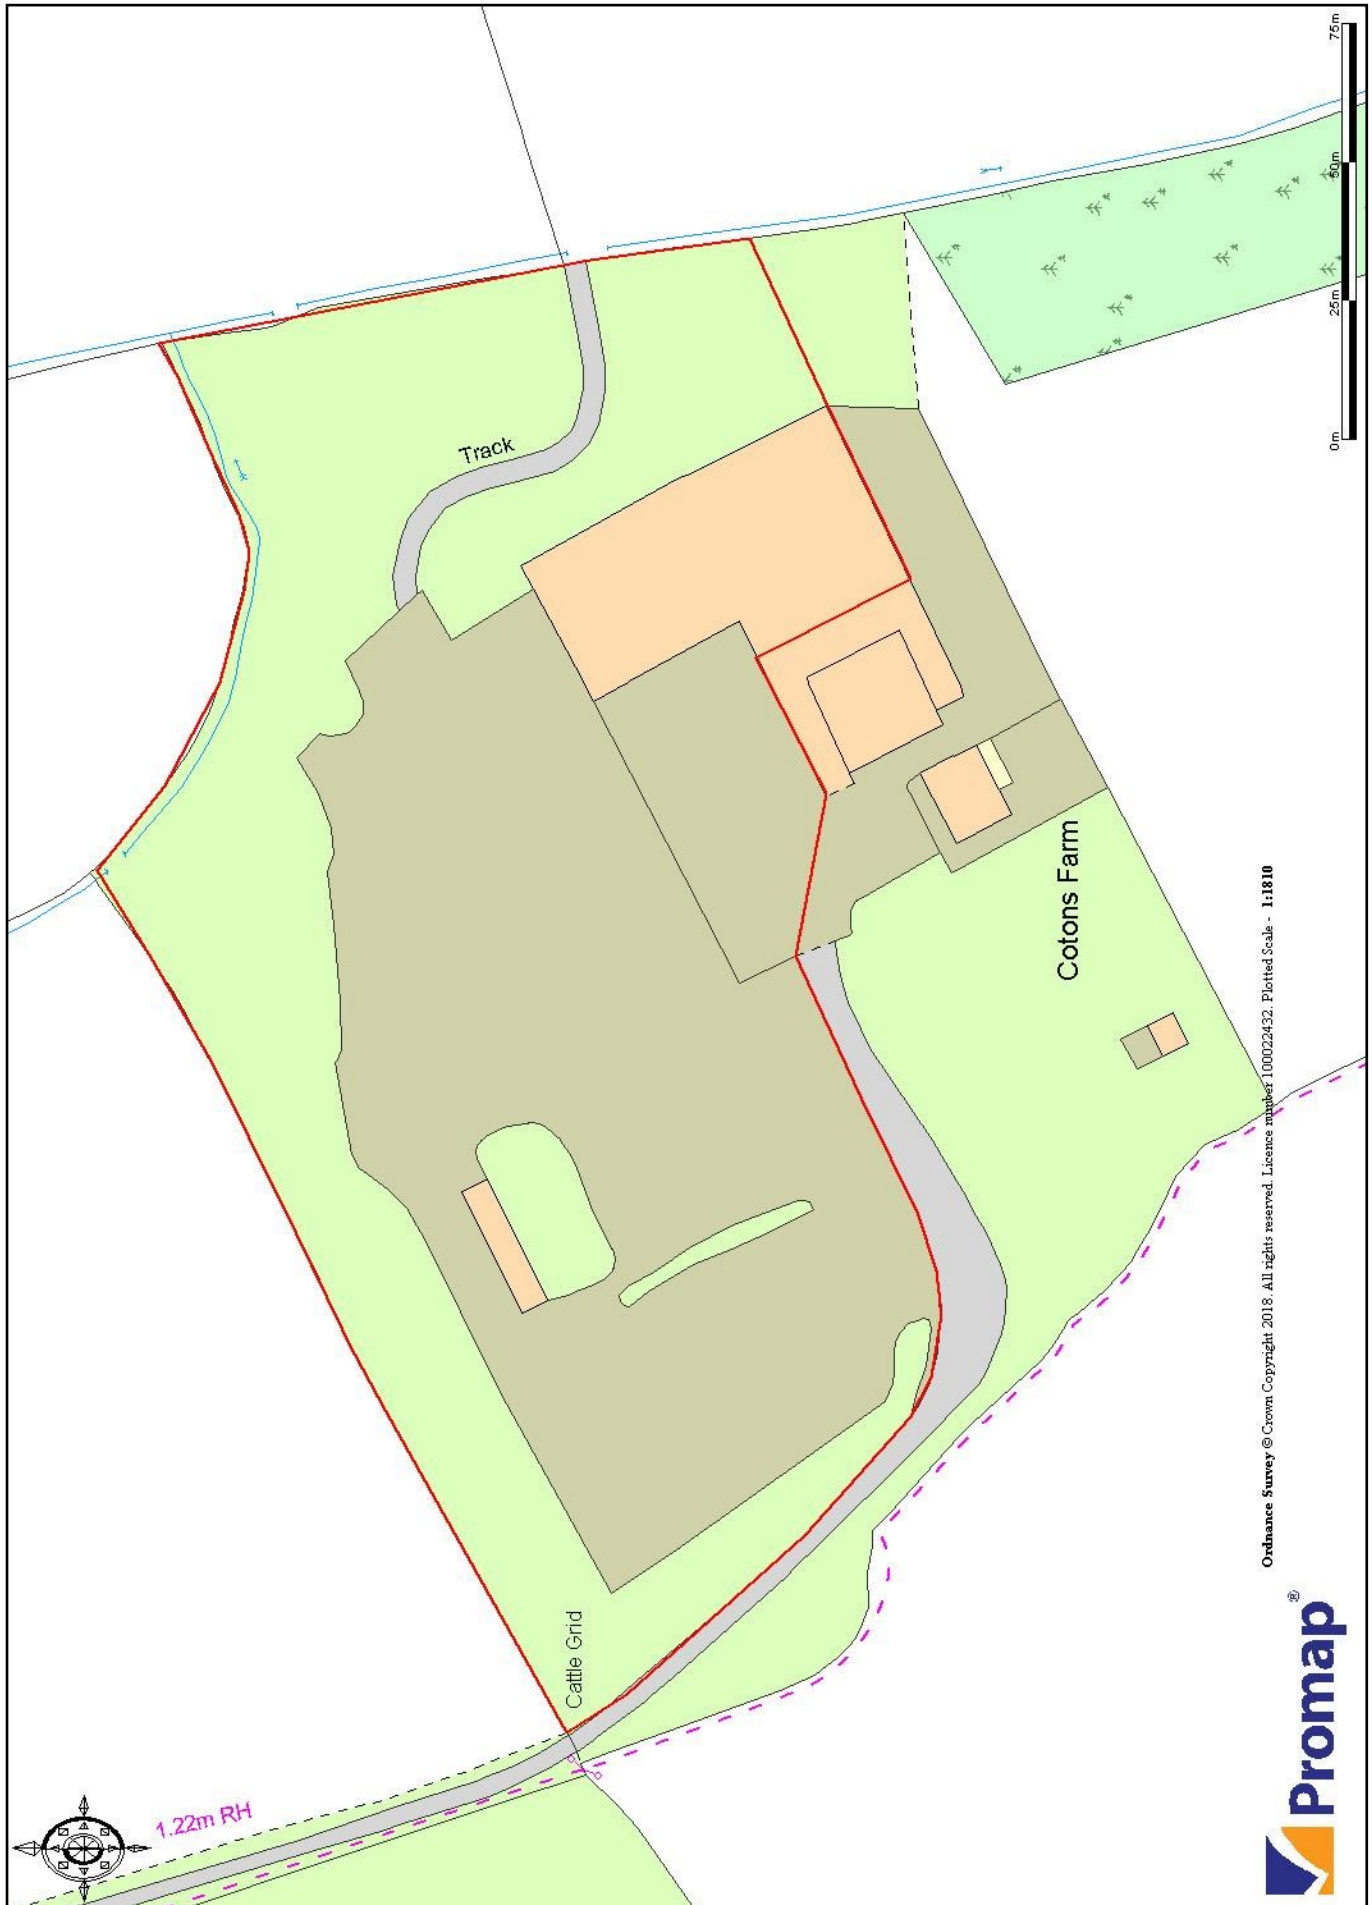 Track
Cotons Farm
Cattle Grid
1.22m RH
0m 25m 50m 75m
Ordnance Survey © Crown Copyright 2018. All rights reserved. Licence number 100022432. Plotted Scale - 1:1810
Promap®